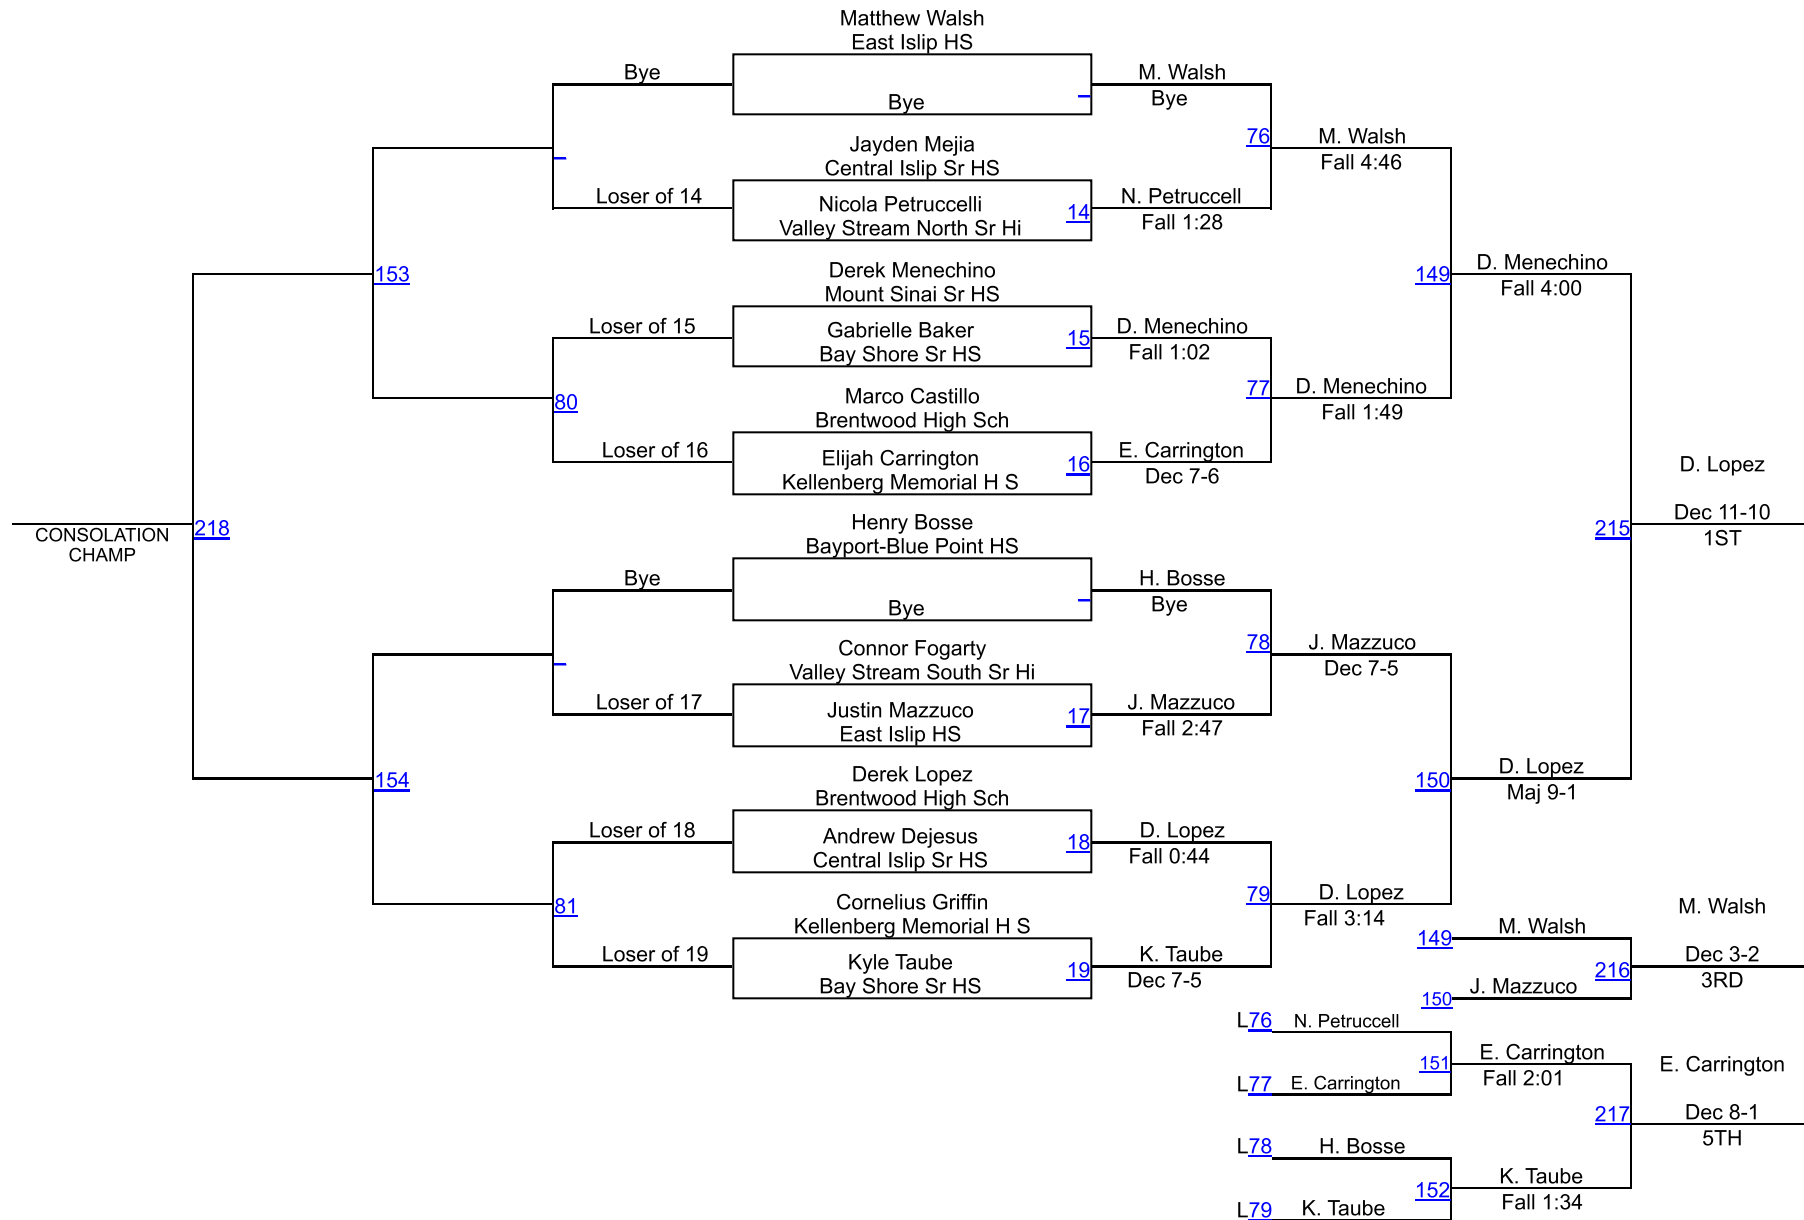 Matthew Walsh
East Islip HS
Bye
Bye
M. Walsh
Bye
76
M. Walsh
Fall 4:46
Jayden Mejia
Central Islip Sr HS
Loser of 14
Nicola Petruccelli
Valley Stream North Sr Hi
14
N. Petruccell
Fall 1:28
153
149
D. Menechino
Fall 4:00
Derek Menechino
Mount Sinai Sr HS
Loser of 15
Gabrielle Baker
Bay Shore Sr HS
15
D. Menechino
Fall 1:02
80
77
D. Menechino
Fall 1:49
Marco Castillo
Brentwood High Sch
Loser of 16
Elijah Carrington
Kellenberg Memorial H S
16
E. Carrington
Dec 7-6
D. Lopez
Dec 11-10
1ST
215
CONSOLATION
CHAMP
218
Henry Bosse
Bayport-Blue Point HS
Bye
Bye
H. Bosse
Bye
78
J. Mazzuco
Dec 7-5
Connor Fogarty
Valley Stream South Sr Hi
Loser of 17
Justin Mazzuco
East Islip HS
17
J. Mazzuco
Fall 2:47
154
150
D. Lopez
Maj 9-1
Derek Lopez
Brentwood High Sch
Loser of 18
Andrew Dejesus
Central Islip Sr HS
18
D. Lopez
Fall 0:44
81
79
D. Lopez
Fall 3:14
Cornelius Griffin
Kellenberg Memorial H S
Loser of 19
Kyle Taube
Bay Shore Sr HS
19
K. Taube
Dec 7-5
149
M. Walsh
150
J. Mazzuco
216
M. Walsh
Dec 3-2
3RD
L76
N. Petruccell
L77
E. Carrington
151
E. Carrington
Fall 2:01
E. Carrington
Dec 8-1
5TH
217
L78
H. Bosse
L79
K. Taube
152
K. Taube
Fall 1:34